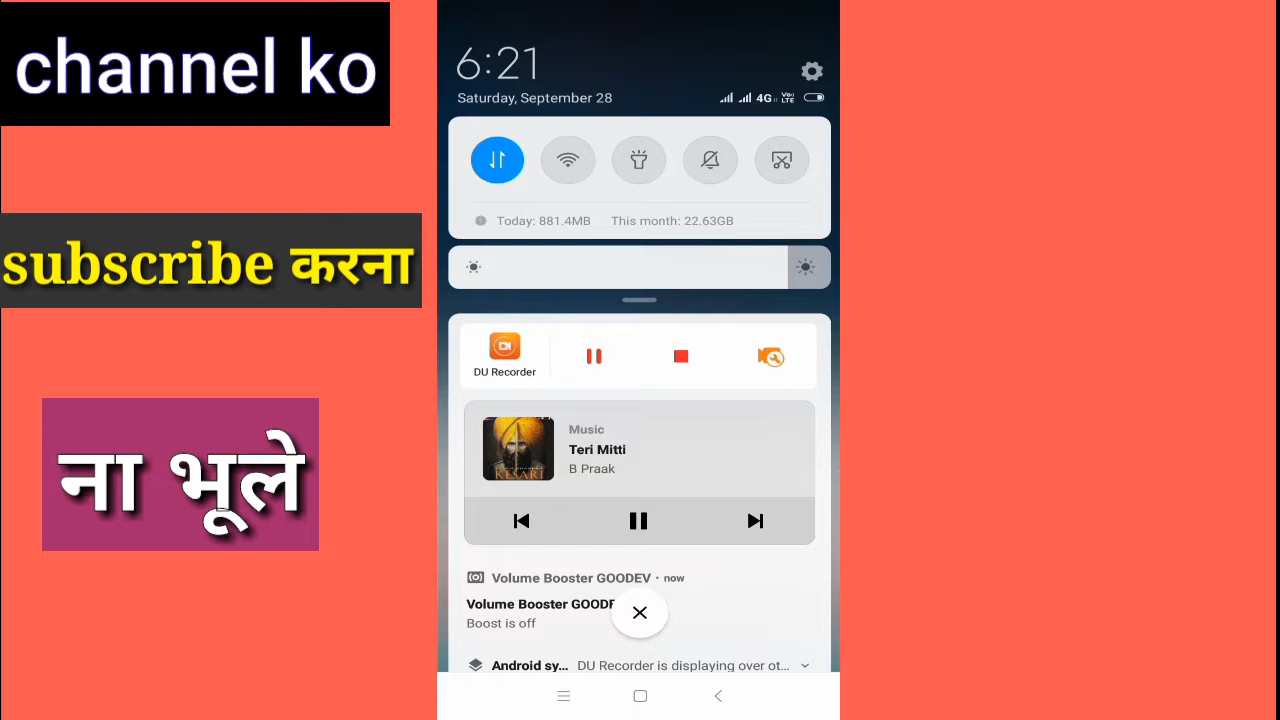 channel ko
subscribe करना
ना भूले
6:21
Saturday, September 28
4G
Vo LTE
Today: 881.4MB This month: 22.63GB
DU Recorder
KESARI
Music
Teri Mitti
B Praak
Volume Booster GOODEV · now
Volume Booster GOODE
Boost is off
Android sy... DU Recorder is displaying over ot...